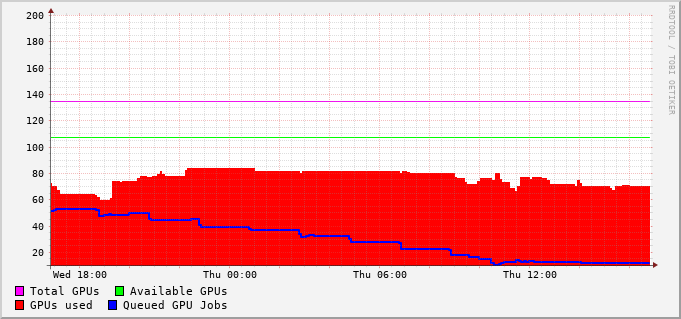 200
180
160
140
120
100
80
60
40
20
Wed 18:00 Thu 00:00 Thu 06:00 Thu 12:00
Total GPUs Available GPUs
GPUs used Queued GPU Jobs
RRDTOOL / TOBI OETIKER